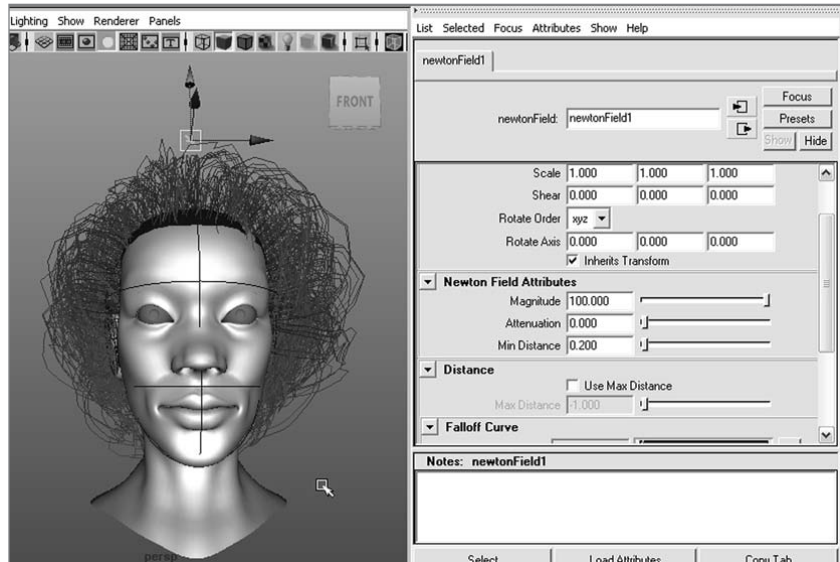 Lighting Show Renderer Panels
FRONT
persp
List Selected Focus Attributes Show Help
newtonField1
newtonField: newtonField1
Focus
Presets
Show Hide
Scale 1.000 1.000 1.000
Shear 0.000 0.000 0.000
Rotate Order xyz
Rotate Axis 0.000 0.000 0.000
Inherits Transform
Newton Field Attributes
Magnitude 100.000
Attenuation 0.000
Min Distance 0.200
Distance
Use Max Distance
Max Distance -1.000
Falloff Curve
Notes: newtonField1
Select Load Attributes Copy Tab